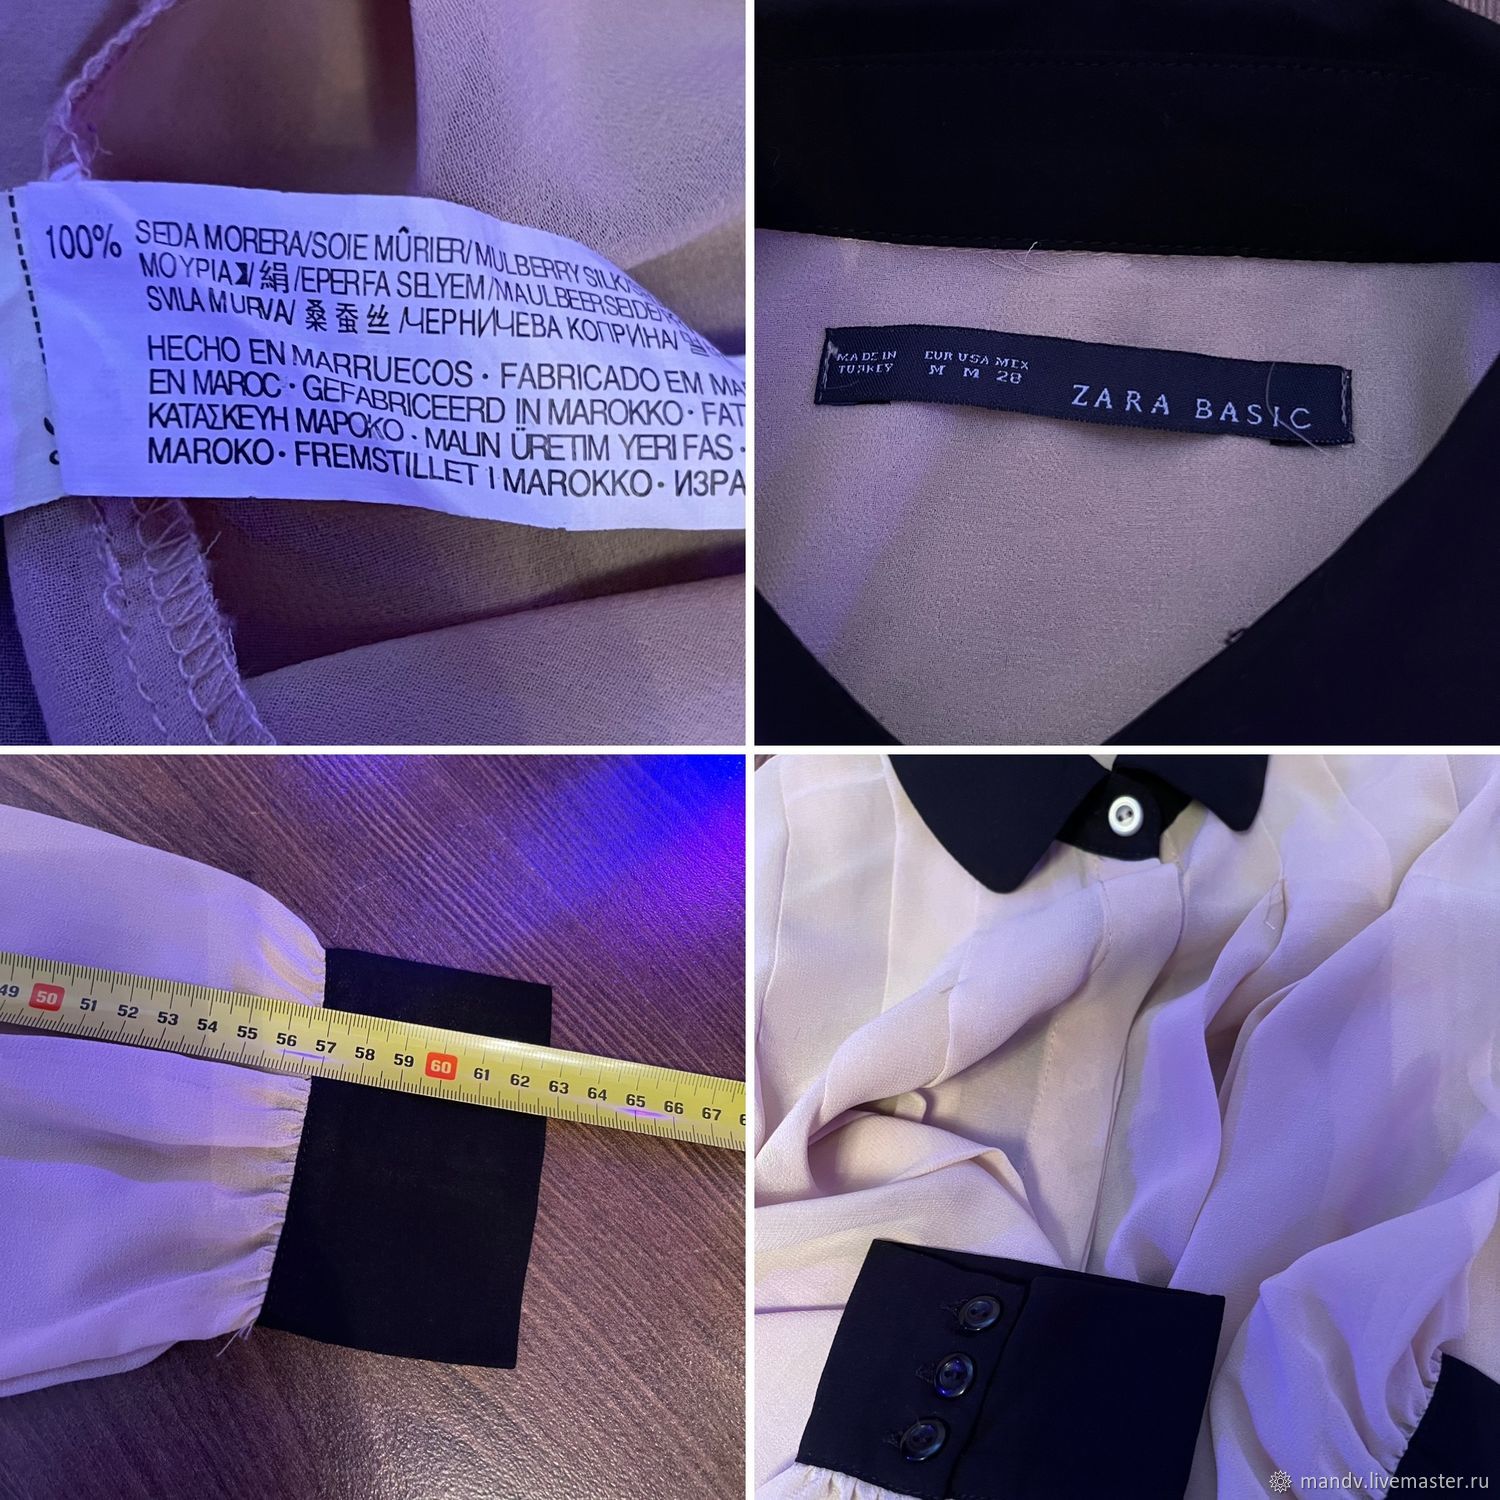 100% SEDA MORERA/SOIE MÛRIER/MULBERRY SILK/
ΜΟΥΡΙΑ / 絹 /EPERFA SELYEM/MAULBEERSEIDE/
SVILA MURVA/ 桑 蚕 丝 /ЧЕРНИЧЕВА КОПРИНА/
HECHO EN MARRUECOS · FABRICADO EM MA
EN MAROC · GEFABRICEERD IN MAROKKO · FAT
ΚΑΤΑΣΚΕΥΗ ΜΑΡΟΚΟ · MALIN ÜRETIM YERI FAS ·
MAROKO · FREMSTILLET I MAROKKO · ИЗРА
MADE IN
TURKEY
EUR USA MEX
M M 28
ZARA BASIC
49 50 51 52 53 54 55 56 57 58 59 60 61 62 63 64 65 66 67
mandv.livemaster.ru